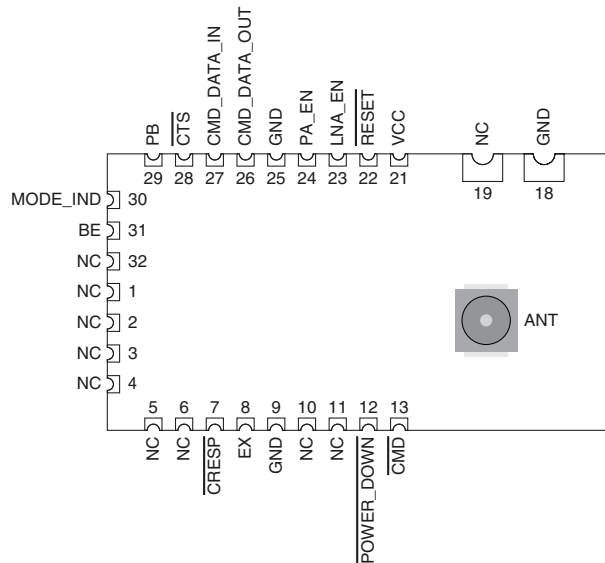 PB
CTS
CMD_DATA_IN
CMD_DATA_OUT
GND
PA_EN
LNA_EN
RESET
VCC
NC
GND
29 28 27 26 25 24 23 22 21 19 18
MODE_IND 30
BE 31
NC 32
NC 1
NC 2
NC 3
NC 4
ANT
5 6 7 8 9 10 11 12 13
NC
NC
CRESP
EX
GND
NC
NC
POWER_DOWN
CMD